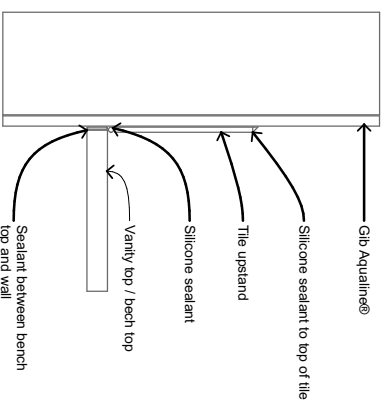 Gib Aqualine®
Silicone sealant to top of tile
Tile upstand
Silicone sealant
Vanity top / bech top
Sealant between bench
top and wall